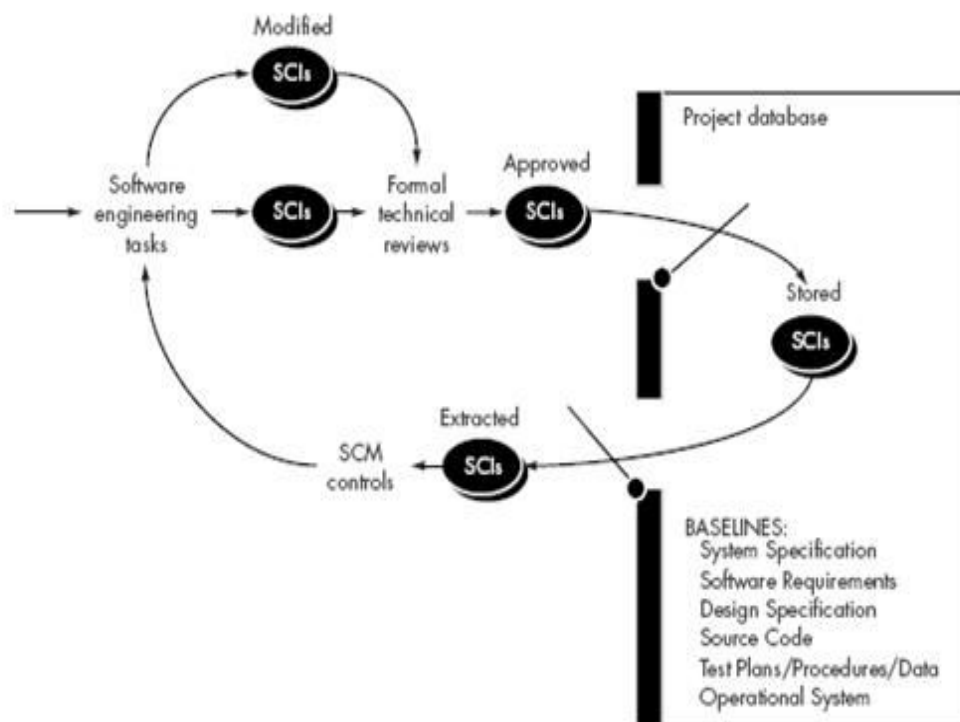 Modified
SCIs
Project database
Approved
Software
engineering
tasks
SCIs
Formal
technical
reviews
SCIs
Stored
SCIs
Extracted
SCIs
SCM
controls
BASELINES:
System Specification
Software Requirements
Design Specification
Source Code
Test Plans/Procedures/Data
Operational System